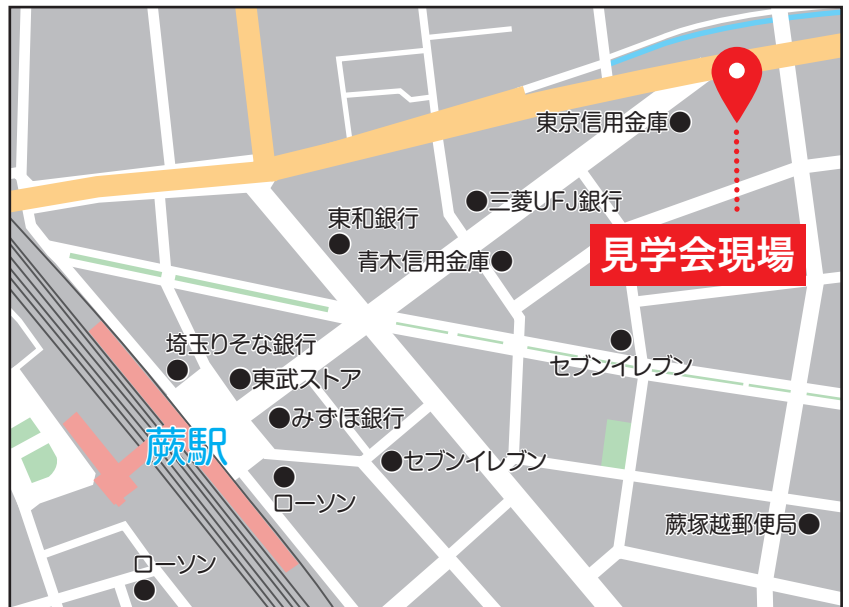 東京信用金庫
三菱UFJ銀行
東和銀行
青木信用金庫
見学会現場
埼玉りそな銀行
東武ストア
セブンイレブン
みずほ銀行
蕨駅
セブンイレブン
ローソン
蕨塚越郵便局
ローソン